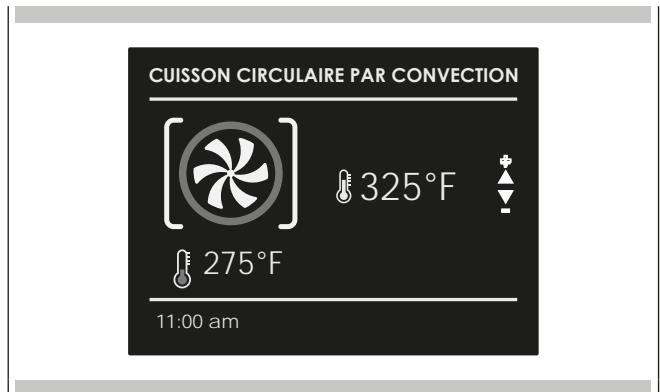 CUISSON CIRCULAIRE PAR CONVECTION
325°F
275°F
11:00 am